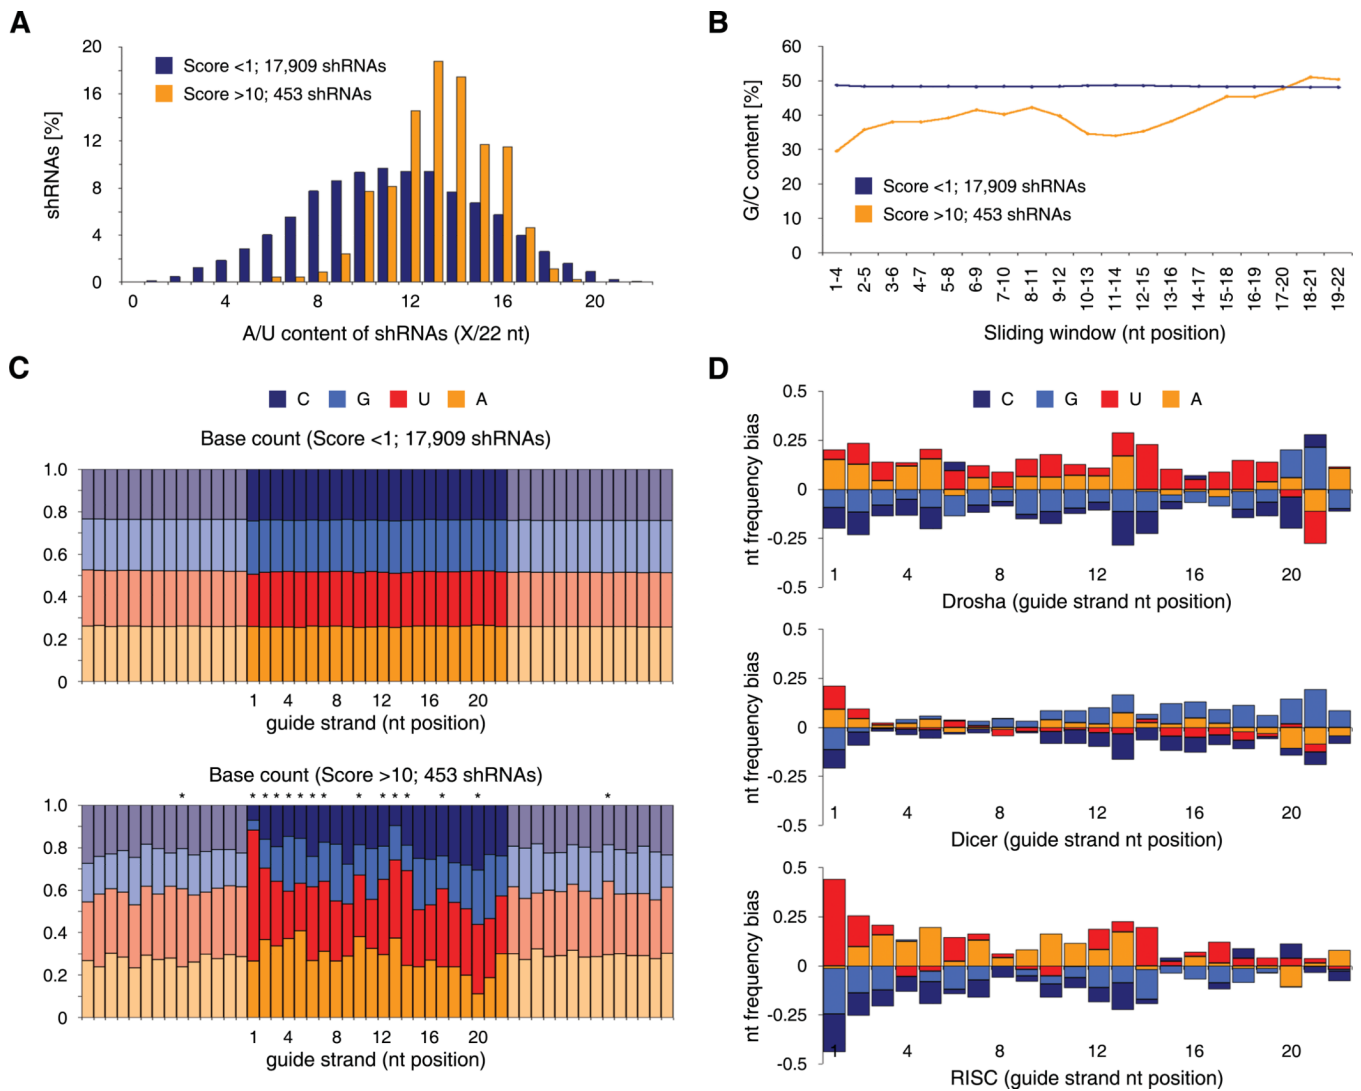 A
shRNAs [%]
20
16
12
8
4
0
Score <1; 17,909 shRNAs
Score >10; 453 shRNAs
0 4 8 12 16 20
A/U content of shRNAs (X/22 nt)
B
G/C content [%]
60
50
40
30
20
10
0
Score <1; 17,909 shRNAs
Score >10; 453 shRNAs
1-4 2-5 3-6 4-7 5-8 6-9 7-10 8-11 9-12 10-13 11-14 12-15 13-16 14-17 15-18 16-19 17-20 18-21 19-22
Sliding window (nt position)
C
C G U A
Base count (Score <1; 17,909 shRNAs)
1.0
0.8
0.6
0.4
0.2
0
1 4 8 12 16 20
guide strand (nt position)
Base count (Score >10; 453 shRNAs)
* * * * * * * * * * * * * * *
1.0
0.8
0.6
0.4
0.2
0
1 4 8 12 16 20
guide strand (nt position)
D
C G U A
nt frequency bias
0.5
0.25
0
-0.25
-0.5
1 4 8 12 16 20
Drosha (guide strand nt position)
nt frequency bias
0.5
0.25
0
-0.25
-0.5
1 4 8 12 16 20
Dicer (guide strand nt position)
nt frequency bias
0.5
0.25
0
-0.25
-0.5
1 4 8 12 16 20
RISC (guide strand nt position)